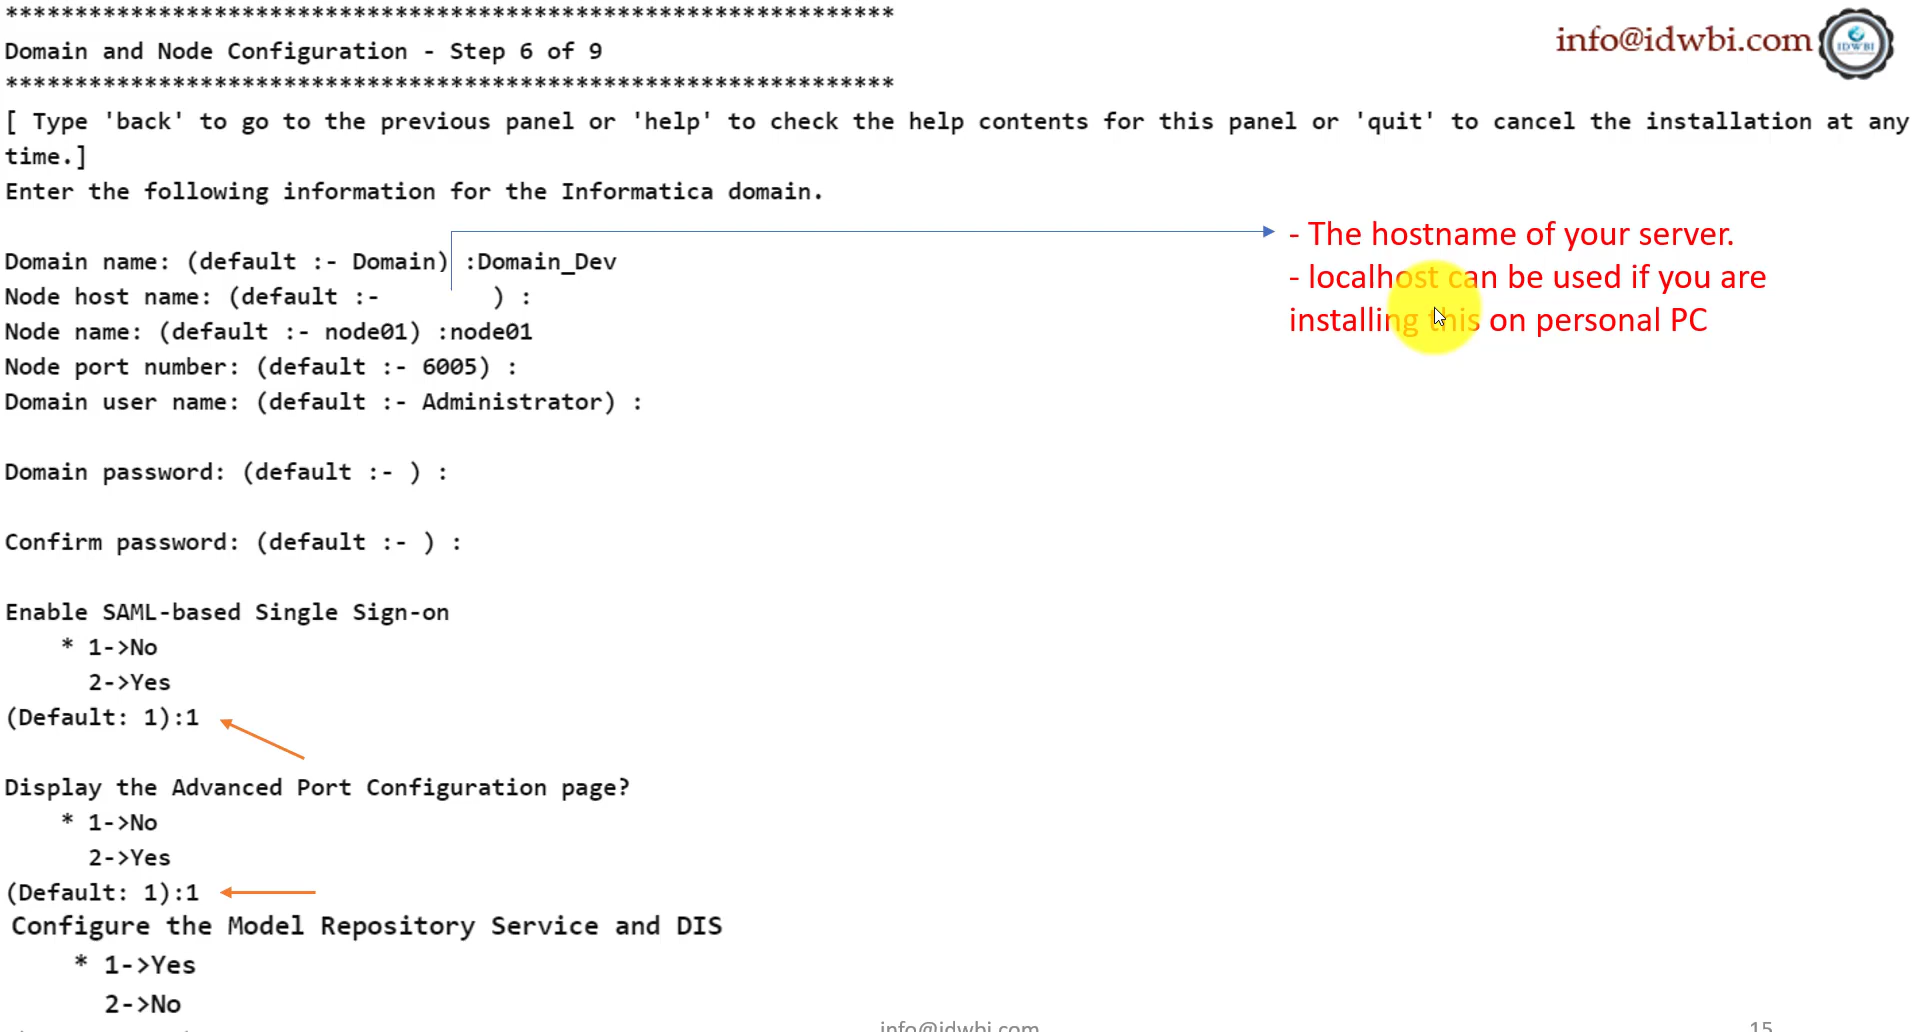 ****************************************************************
Domain and Node Configuration - Step 6 of 9
****************************************************************
[ Type 'back' to go to the previous panel or 'help' to check the help contents for this panel or 'quit' to cancel the installation at any
time.]
Enter the following information for the Informatica domain.
Domain name: (default :- Domain) :Domain_Dev
Node host name: (default :-        ) :
Node name: (default :- node01) :node01
Node port number: (default :- 6005) :
Domain user name: (default :- Administrator) :
Domain password: (default :- ) :
Confirm password: (default :- ) :
Enable SAML-based Single Sign-on
* 1->No
2->Yes
(Default: 1):1
Display the Advanced Port Configuration page?
* 1->No
2->Yes
(Default: 1):1
Configure the Model Repository Service and DIS
* 1->Yes
2->No
info@idwbi.com
IDWBI
- The hostname of your server.
- localhost can be used if you are
installing this on personal PC
info@idwbi.com
15